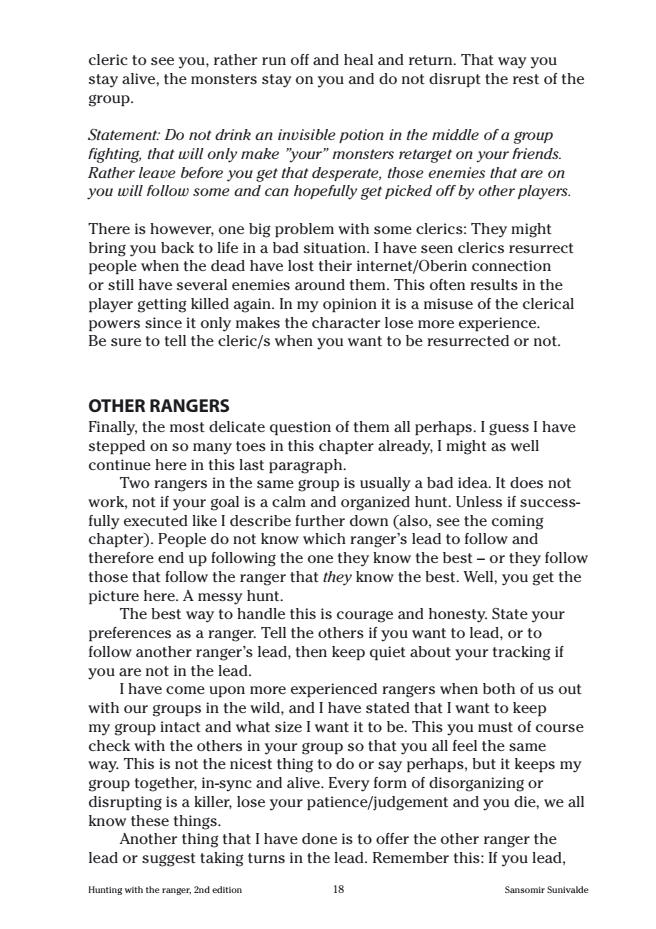 cleric to see you, rather run off and heal and return. That way you
stay alive, the monsters stay on you and do not disrupt the rest of the
group.
Statement: Do not drink an invisible potion in the middle of a group
fighting, that will only make ”your” monsters retarget on your friends.
Rather leave before you get that desperate, those enemies that are on
you will follow some and can hopefully get picked off by other players.
There is however, one big problem with some clerics: They might
bring you back to life in a bad situation. I have seen clerics resurrect
people when the dead have lost their internet/Oberin connection
or still have several enemies around them. This often results in the
player getting killed again. In my opinion it is a misuse of the clerical
powers since it only makes the character lose more experience.
Be sure to tell the cleric/s when you want to be resurrected or not.
OTHER RANGERS
Finally, the most delicate question of them all perhaps. I guess I have
stepped on so many toes in this chapter already, I might as well
continue here in this last paragraph.
Two rangers in the same group is usually a bad idea. It does not
work, not if your goal is a calm and organized hunt. Unless if success-
fully executed like I describe further down (also, see the coming
chapter). People do not know which ranger’s lead to follow and
therefore end up following the one they know the best – or they follow
those that follow the ranger that they know the best. Well, you get the
picture here. A messy hunt.
The best way to handle this is courage and honesty. State your
preferences as a ranger. Tell the others if you want to lead, or to
follow another ranger’s lead, then keep quiet about your tracking if
you are not in the lead.
I have come upon more experienced rangers when both of us out
with our groups in the wild, and I have stated that I want to keep
my group intact and what size I want it to be. This you must of course
check with the others in your group so that you all feel the same
way. This is not the nicest thing to do or say perhaps, but it keeps my
group together, in-sync and alive. Every form of disorganizing or
disrupting is a killer, lose your patience/judgement and you die, we all
know these things.
Another thing that I have done is to offer the other ranger the
lead or suggest taking turns in the lead. Remember this: If you lead,
Hunting with the ranger, 2nd edition 18 Sansomir Sunivalde